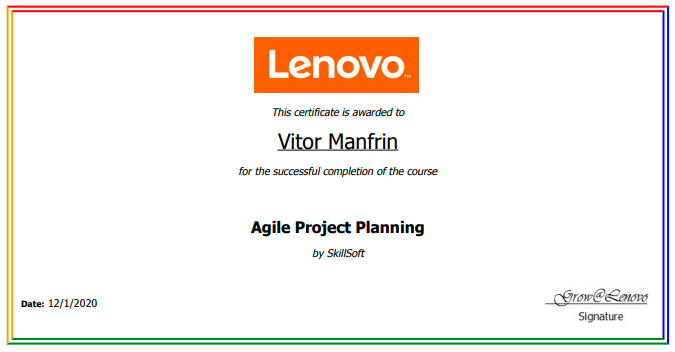 Lenovo™
This certificate is awarded to
Vitor Manfrin
for the successful completion of the course
Agile Project Planning
by SkillSoft
Date: 12/1/2020
Grow@Lenovo
Signature